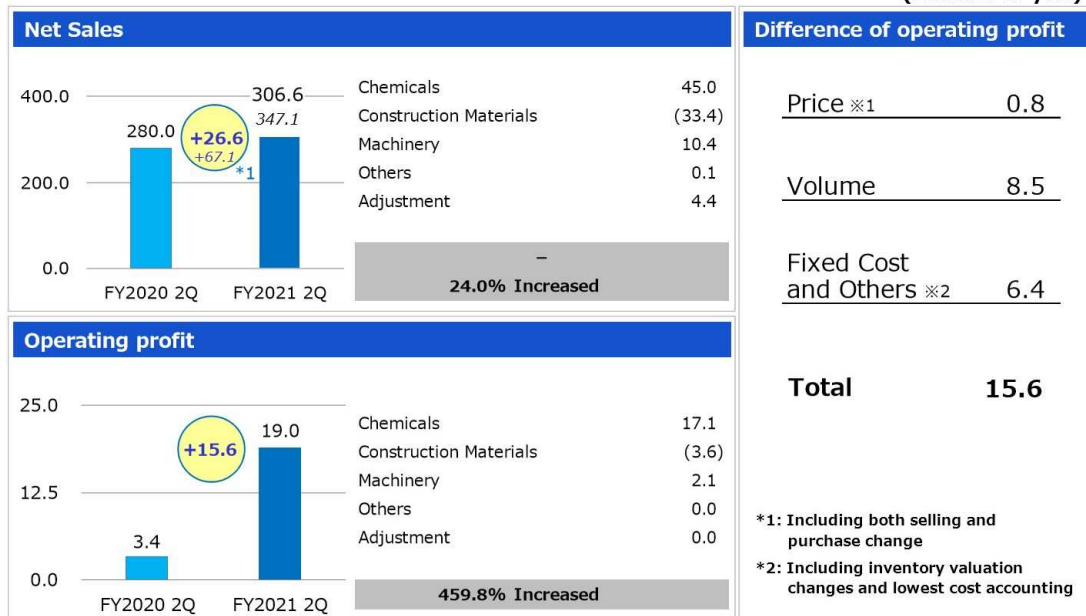 Net Sales
400.0
200.0
0.0
280.0
+26.6
+67.1
*1
306.6
347.1
FY2020 2Q FY2021 2Q
Chemicals 45.0
Construction Materials (33.4)
Machinery 10.4
Others 0.1
Adjustment 4.4
–
24.0% Increased
Operating profit
25.0
12.5
0.0
3.4
+15.6
19.0
FY2020 2Q FY2021 2Q
Chemicals 17.1
Construction Materials (3.6)
Machinery 2.1
Others 0.0
Adjustment 0.0
459.8% Increased
Difference of operating profit
Price ※1 0.8
Volume 8.5
Fixed Cost
and Others ※2 6.4
Total 15.6
*1: Including both selling and
purchase change
*2: Including inventory valuation
changes and lowest cost accounting